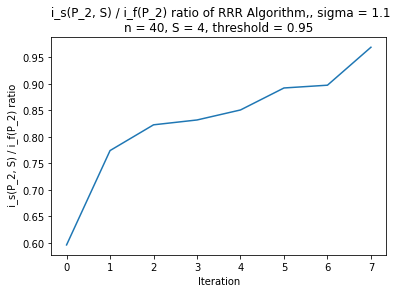 i_s(P_2, S) / i_f(P_2) ratio of RRR Algorithm,, sigma = 1.1
n = 40, S = 4, threshold = 0.95
i_s(P_2, S) / i_f(P_2) ratio
0.95
0.90
0.85
0.80
0.75
0.70
0.65
0.60
0 1 2 3 4 5 6 7
Iteration